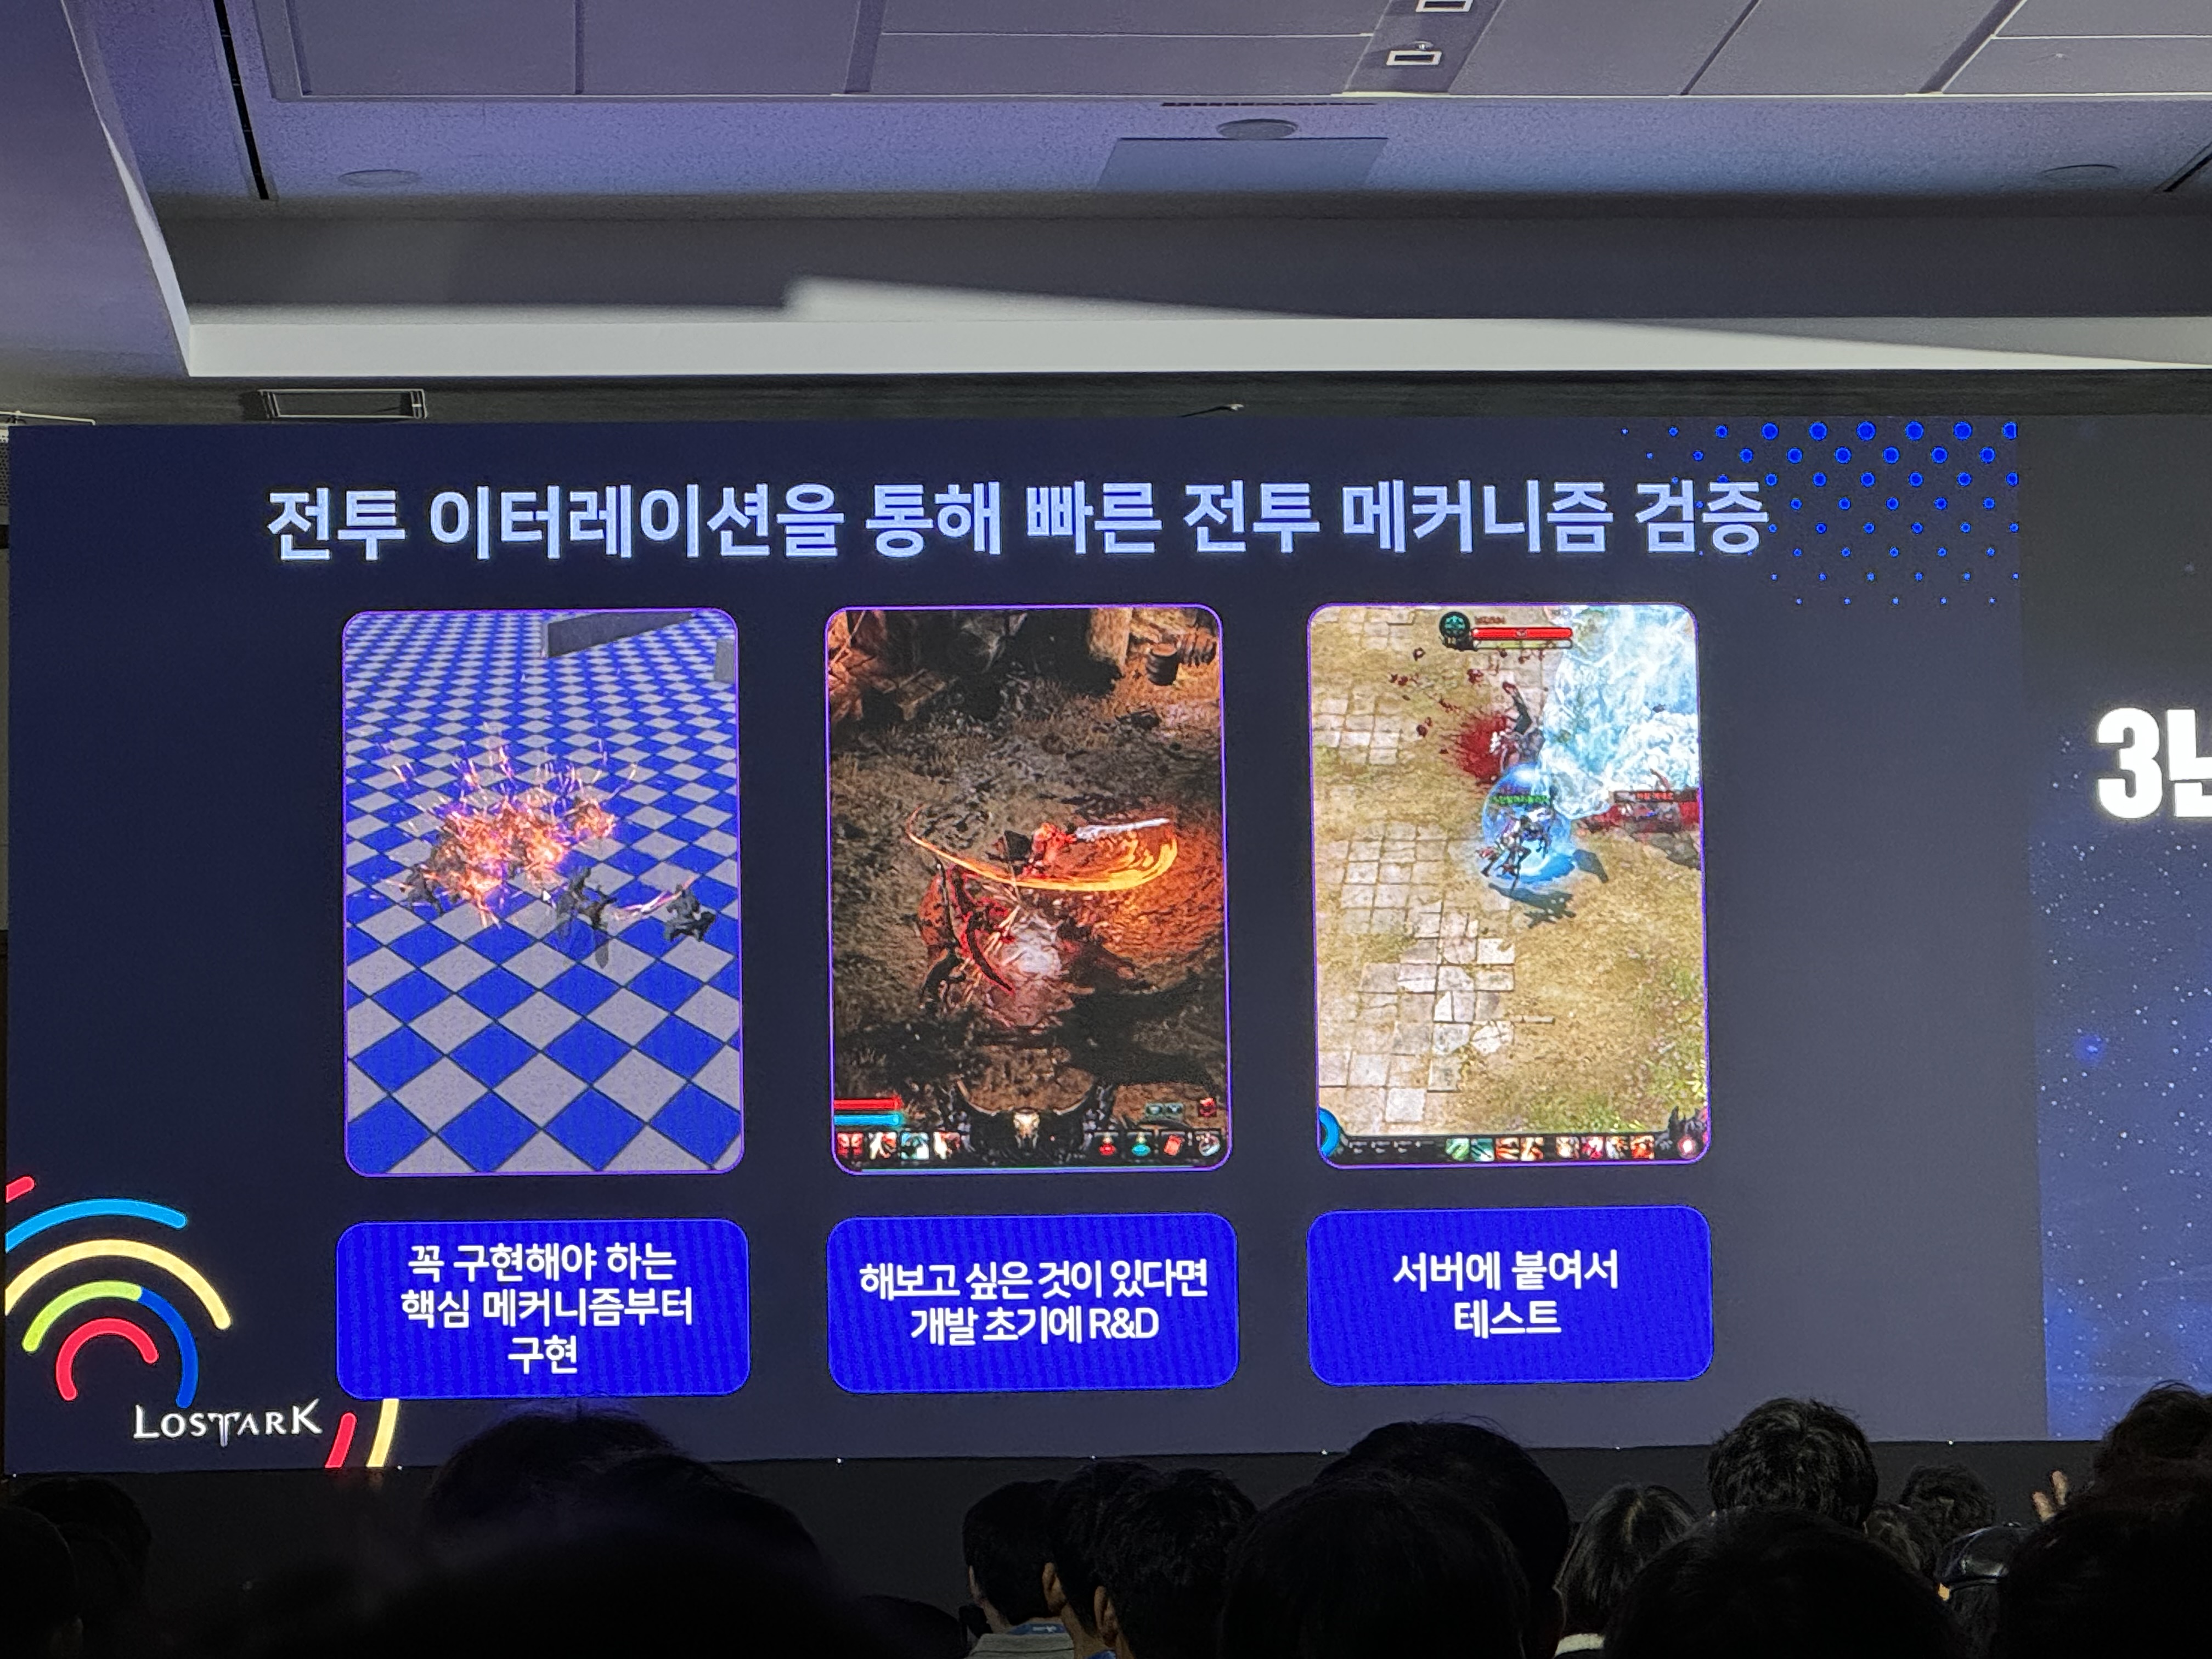 전투 이터레이션을 통해 빠른 전투 메커니즘 검증
꼭 구현해야 하는
핵심 메커니즘부터
구현
해보고 싶은 것이 있다면
개발 초기에 R&D
서버에 붙여서
테스트
LOST ARK